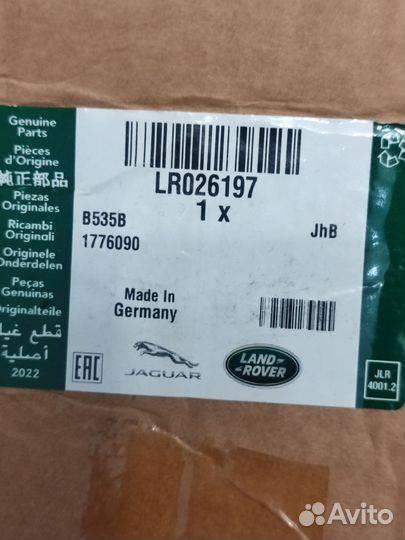 Genuine
Parts
Pièces
d'Origine
純正部品
Piezas
Originales
Ricambi
Originali
Originele
Onderdelen
Peças
Genuinas
Originalteile
قطع غيار
أصلية
2022
LR026197
1 x
B535B
1776090
JhB
Made In
Germany
EAC
JAGUAR
LAND-
ROVER
JLR
4001.2
Avito